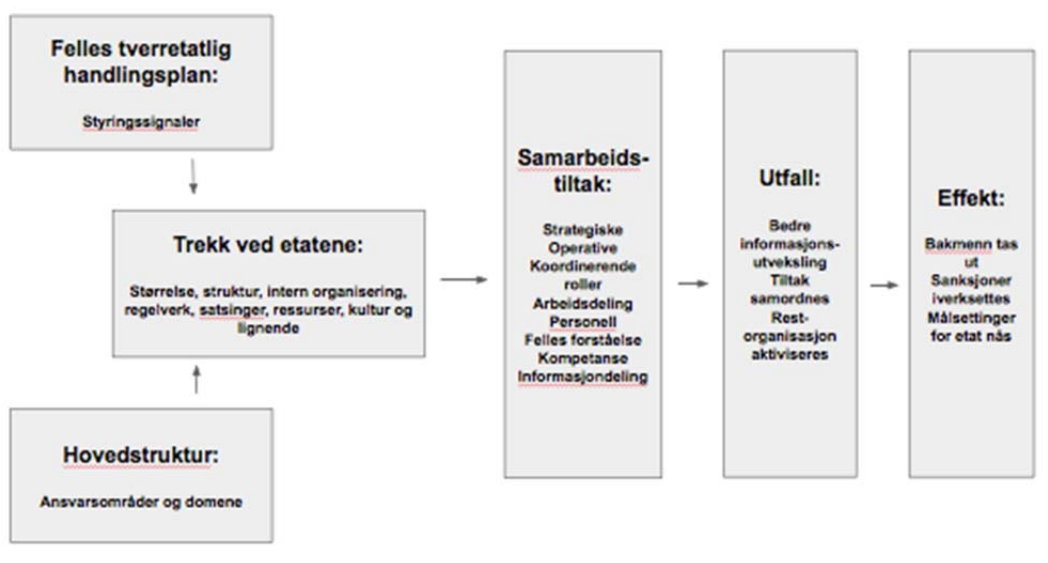 Felles tverretatlig
handlingsplan:
Styringssignaler
Trekk ved etatene:
Størrelse, struktur, intern organisering,
regelverk, satsinger, ressurser, kultur og
lignende
Hovedstruktur:
Ansvarsområder og domene
Samarbeids-
tiltak:
Strategiske
Operative
Koordinerende
roller
Arbeidsdeling
Personell
Felles forståelse
Kompetanse
Informasjondeling
Utfall:
Bedre
informasjons-
utveksling
Tiltak
samordnes
Rest-
organisasjon
aktiviseres
Effekt:
Bakmenn tas
ut
Sanksjoner
iverksettes
Målsettinger
for etat nås